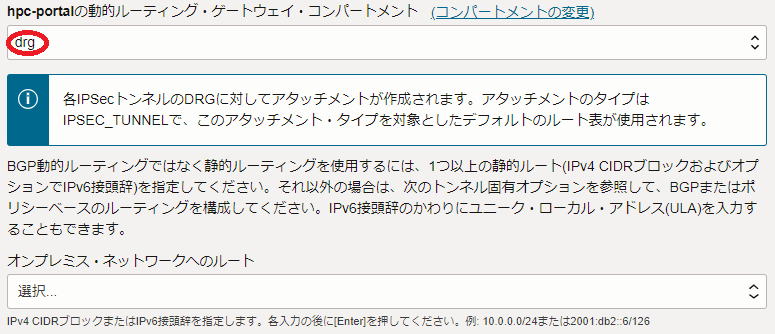 hpc-portalの動的ルーティング・ゲートウェイ・コンパートメント (コンパートメントの変更)
drg
各IPSecトンネルのDRGに対してアタッチメントが作成されます。アタッチメントのタイプは
IPSEC_TUNNELで、このアタッチメント・タイプを対象としたデフォルトのルート表が使用されます。
BGP動的ルーティングではなく静的ルーティングを使用するには、1つ以上の静的ルート(IPv4 CIDRブロックおよびオプ
ションでIPv6接頭辞)を指定してください。それ以外の場合は、次のトンネル固有オプションを参照して、BGPまたはポ
リシーベースのルーティングを構成してください。IPv6接頭辞のかわりにユニーク・ローカル・アドレス(ULA)を入力す
ることもできます。
オンプレミス・ネットワークへのルート
選択...
IPv4 CIDRブロックまたはIPv6接頭辞を指定します。各入力の後に[Enter]を押してください。例: 10.0.0.0/24または2001:db2::6/126